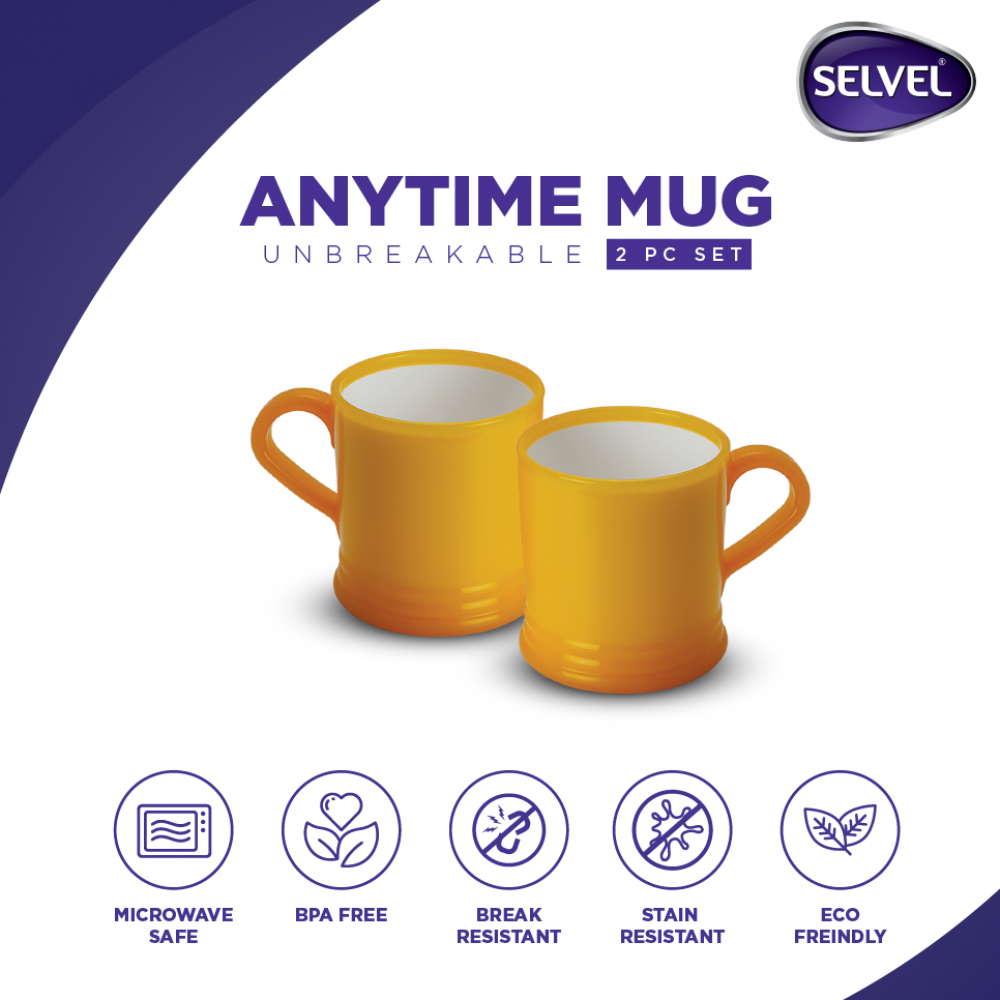 SELVEL®
ANYTIME MUG
UNBREAKABLE 2 PC SET
MICROWAVE SAFE
BPA FREE
BREAK RESISTANT
STAIN RESISTANT
ECO FREINDLY